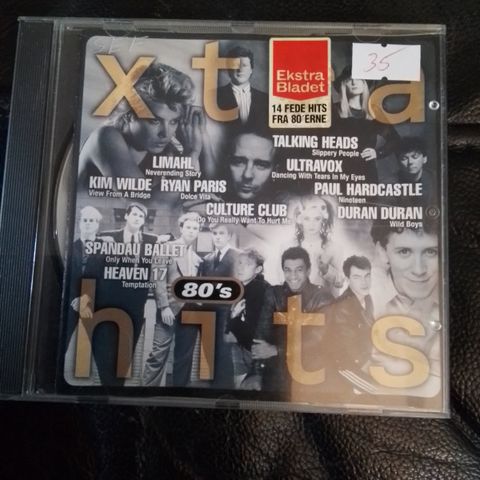 SEF
xtra
Ekstra
Bladet
14 FEDE HITS
FRA 80'ERNE
35
TALKING HEADS
Slippery People
LIMAHL
Neverending Story
ULTRAVOX
Dancing With Tears In My Eyes
KIM WILDE
View From A Bridge
RYAN PARIS
Dolce Vita
PAUL HARDCASTLE
Nineteen
CULTURE CLUB
Do You Really Want To Hurt Me
DURAN DURAN
Wild Boys
SPANDAU BALLET
Only When You Leave
HEAVEN 17
Temptation
80's
hits